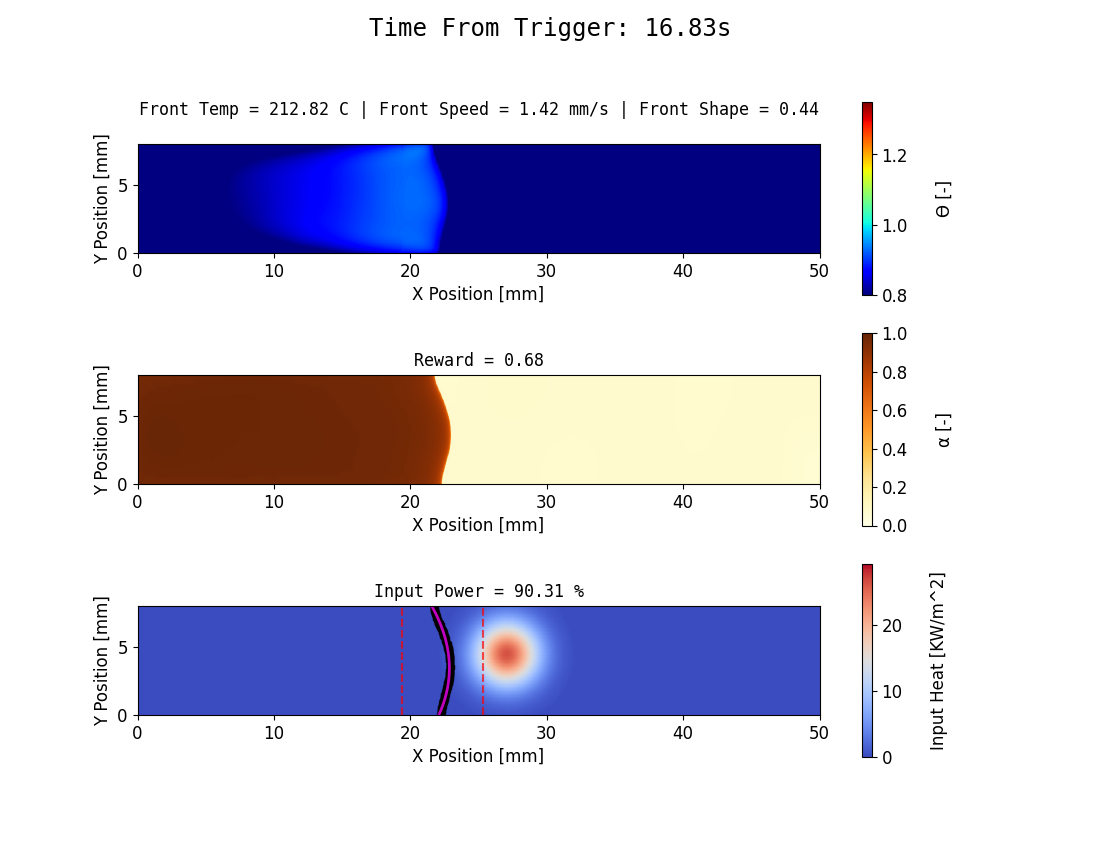 Time From Trigger: 16.83s
Front Temp = 212.82 C | Front Speed = 1.42 mm/s | Front Shape = 0.44
Y Position [mm]
5
0
0 10 20 30 40 50
X Position [mm]
1.2
1.0
0.8
Θ [-]
Reward = 0.68
Y Position [mm]
5
0
0 10 20 30 40 50
X Position [mm]
1.0
0.8
0.6
0.4
0.2
0.0
α [-]
Input Power = 90.31 %
Y Position [mm]
5
0
0 10 20 30 40 50
X Position [mm]
20
10
0
Input Heat [KW/m^2]